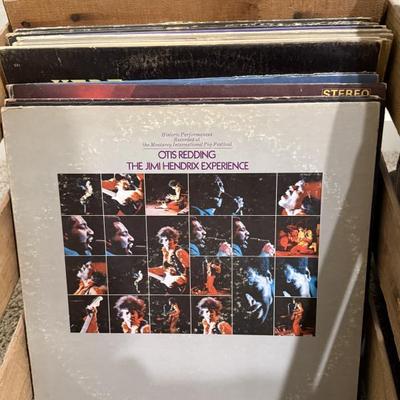 STEREO
Historic Performances
Recorded at
the Monterey International Pop Festival
OTIS REDDING
THE JIMI HENDRIX EXPERIENCE